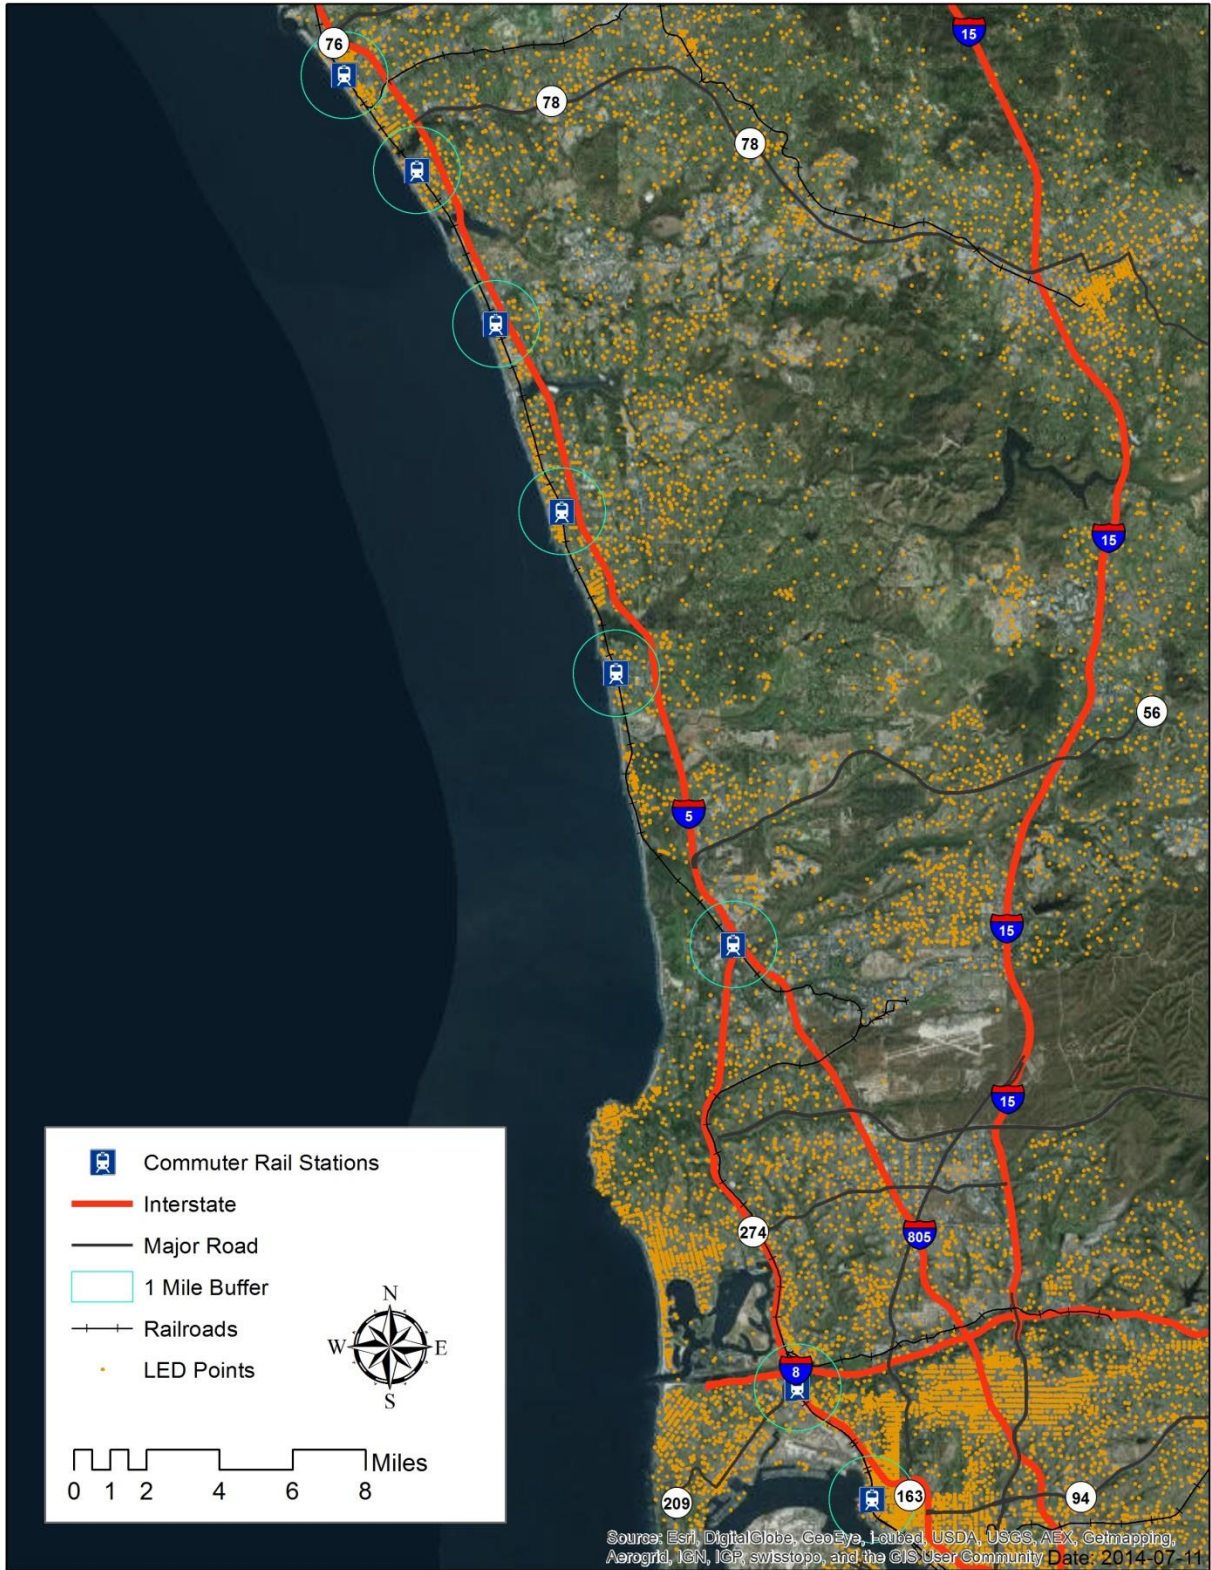 76
15
78
78
15
56
5
15
15
274
805
8
163
94
209
Commuter Rail Stations
Interstate
Major Road
1 Mile Buffer
Railroads
LED Points
N
W E
S
Miles
0 1 2 4 6 8
Source: Esri, DigitalGlobe, GeoEye, i-cubed, USDA, USGS, AEX, Getmapping,
Aerogrid, IGN, IGP, swisstopo, and the GIS User Community Date: 2014-07-11